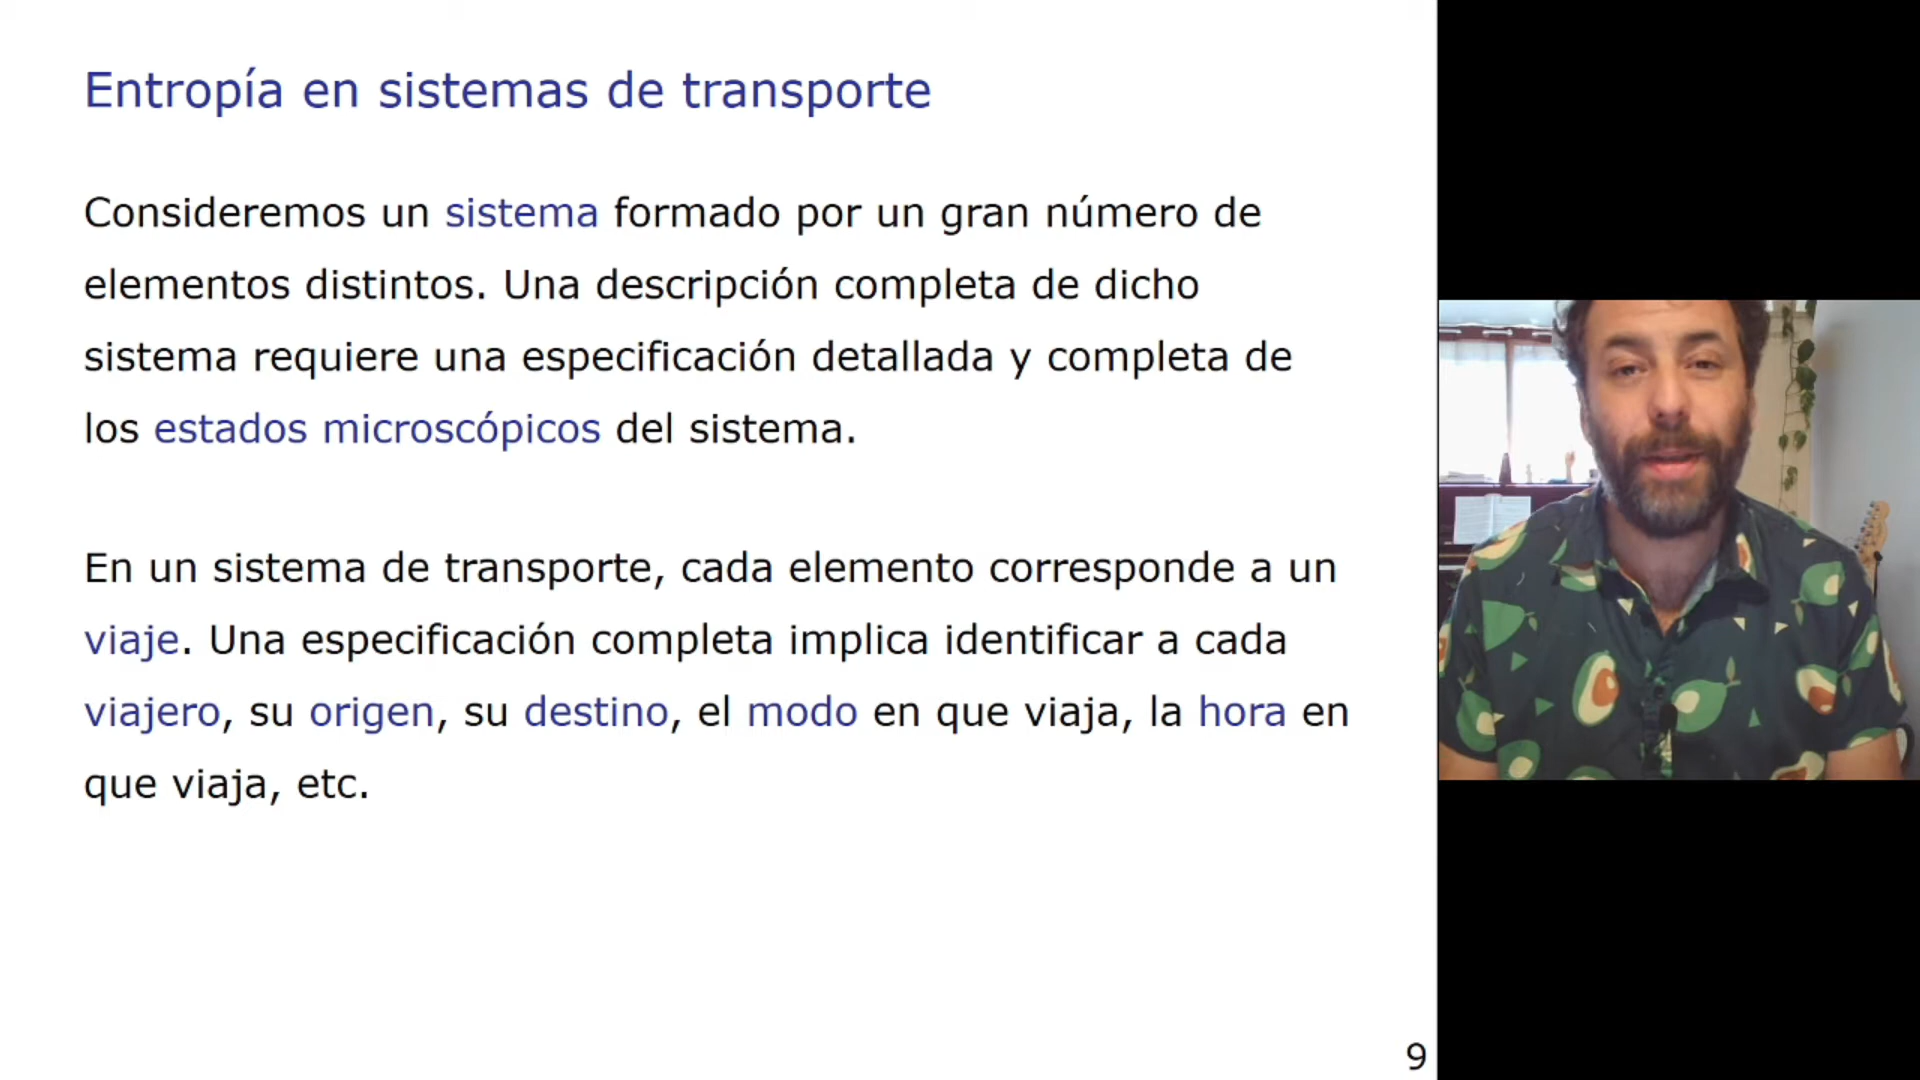 Entropía en sistemas de transporte
Consideremos un sistema formado por un gran número de
elementos distintos. Una descripción completa de dicho
sistema requiere una especificación detallada y completa de
los estados microscópicos del sistema.
En un sistema de transporte, cada elemento corresponde a un
viaje. Una especificación completa implica identificar a cada
viajero, su origen, su destino, el modo en que viaja, la hora en
que viaja, etc.
9